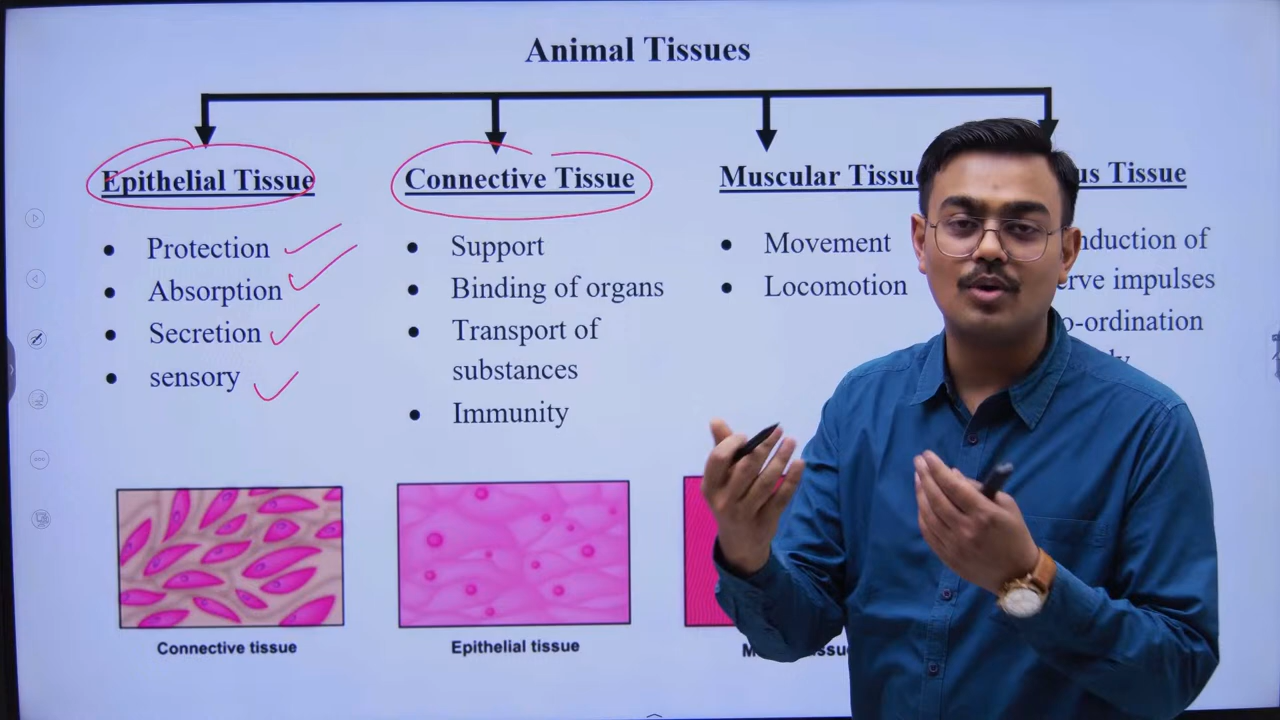 Animal Tissues
Epithelial Tissue
Protection
Absorption
Secretion
sensory
Connective Tissue
Support
Binding of organs
Transport of
substances
Immunity
Muscular Tissu
Movement
Locomotion
us Tissue
nduction of
erve impulses
o-ordination
Connective tissue
Epithelial tissue